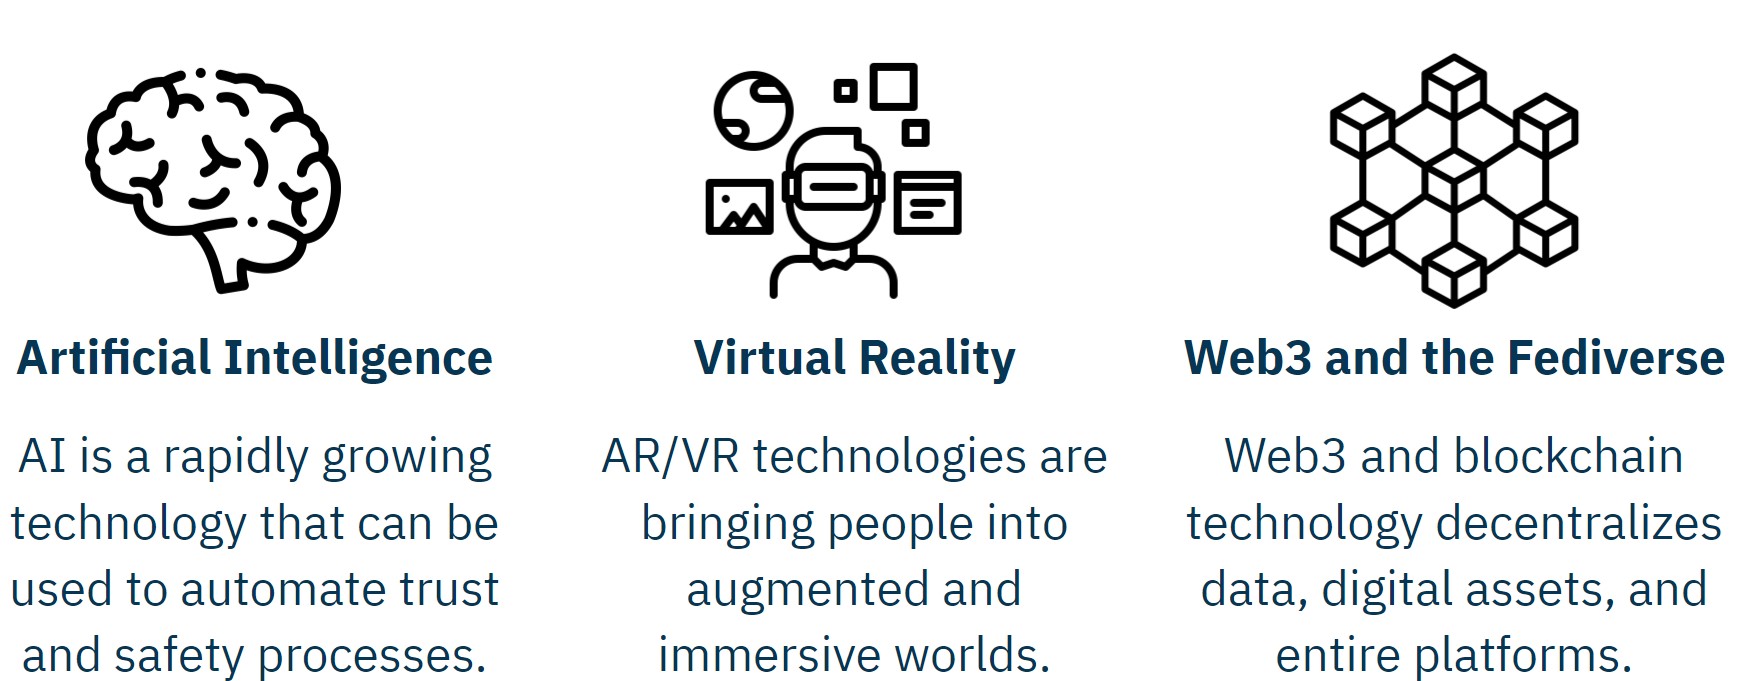 Artificial Intelligence
AI is a rapidly growing
technology that can be
used to automate trust
and safety processes.
Virtual Reality
AR/VR technologies are
bringing people into
augmented and
immersive worlds.
Web3 and the Fediverse
Web3 and blockchain
technology decentralizes
data, digital assets, and
entire platforms.